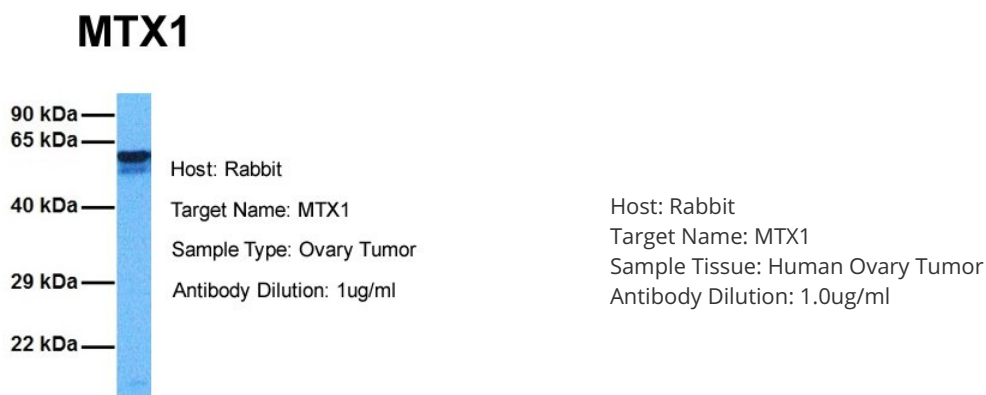 MTX1
90 kDa
65 kDa
40 kDa
29 kDa
22 kDa
Host: Rabbit
Target Name: MTX1
Sample Type: Ovary Tumor
Antibody Dilution: 1ug/ml
Host: Rabbit
Target Name: MTX1
Sample Tissue: Human Ovary Tumor
Antibody Dilution: 1.0ug/ml